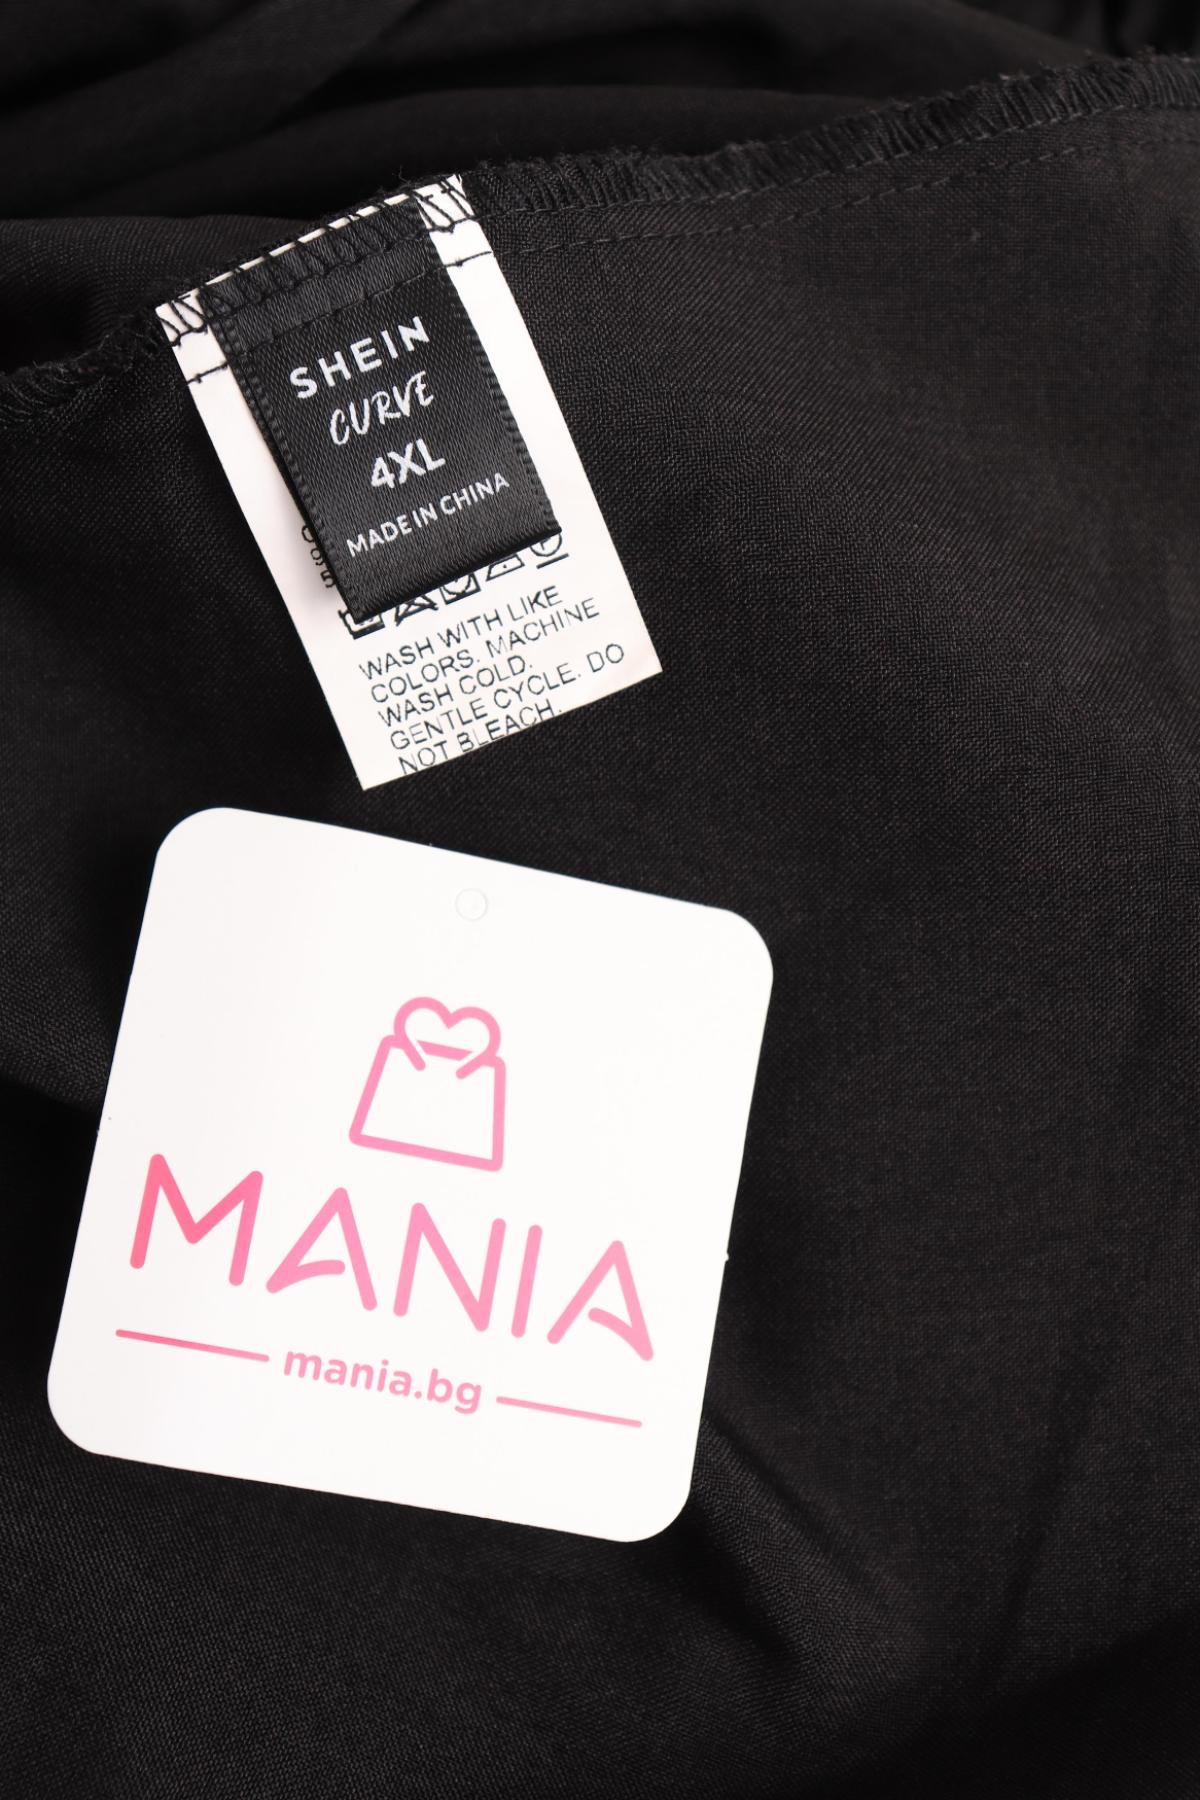 SHEIN
CURVE
4XL
MADE IN CHINA
WASH WITH LIKE
COLORS. MACHINE
WASH COLD.
GENTLE CYCLE. DO
NOT BLEACH.
MANIA
mania.bg